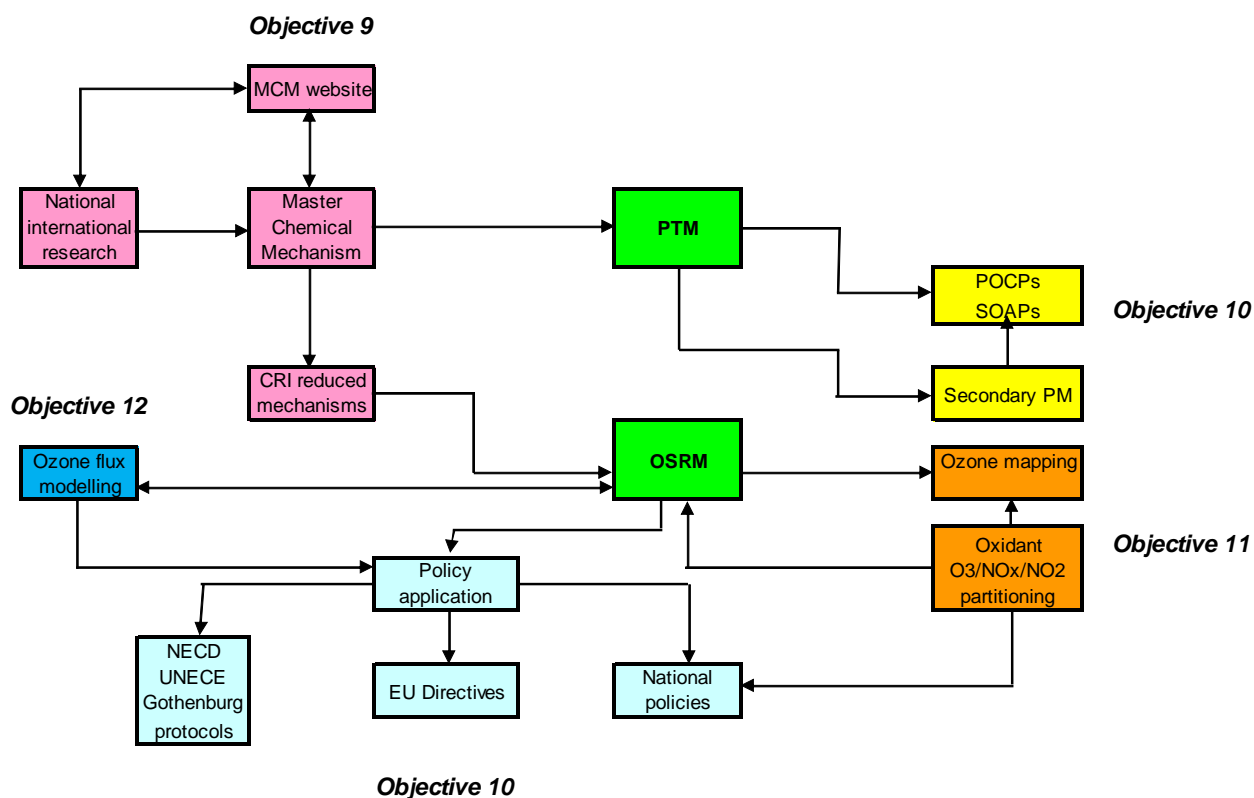 Objective 9
MCM website
National
international
research
Master
Chemical
Mechanism
PTM
POCPs
SOAPs
Objective 10
CRI reduced
mechanisms
Secondary PM
Objective 12
Ozone flux
modelling
OSRM
Ozone mapping
Oxidant
O3/NOx/NO2
partitioning
Objective 11
Policy
application
NECD
UNECE
Gothenburg
protocols
EU Directives
National
policies
Objective 10